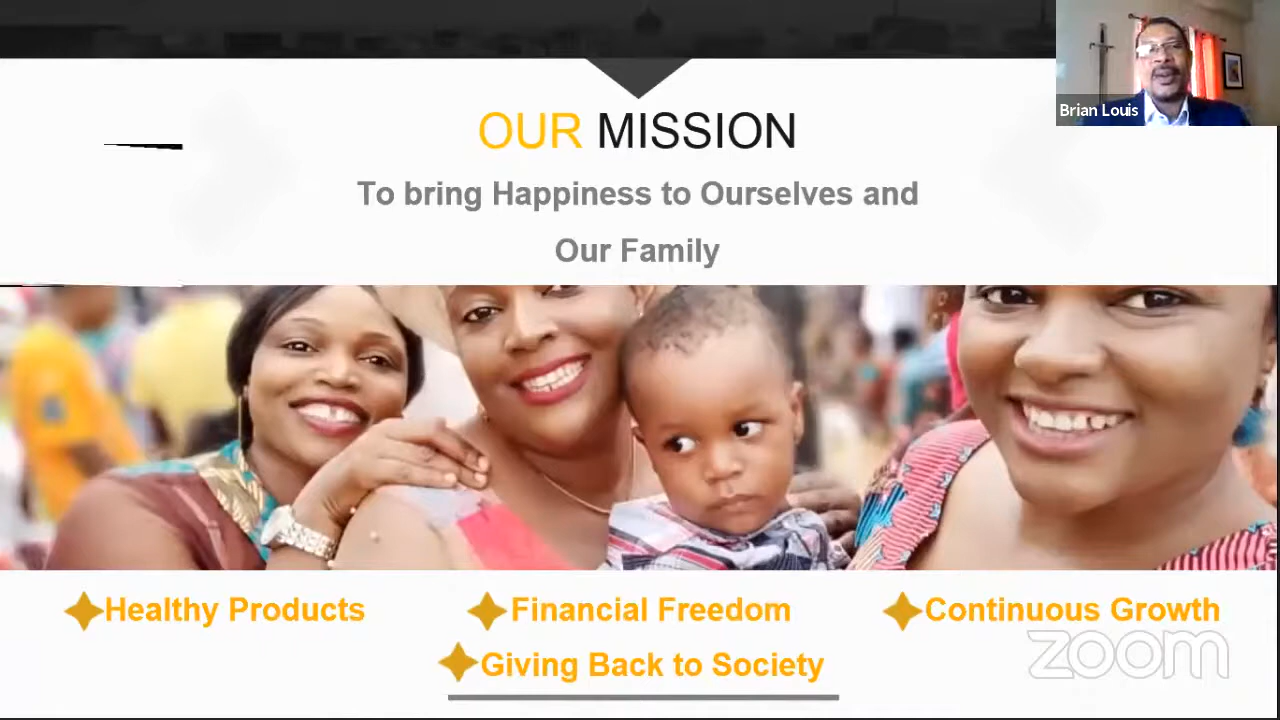 Brian Louis
OUR MISSION
To bring Happiness to Ourselves and
Our Family
Healthy Products
Financial Freedom
Continuous Growth
Giving Back to Society
zoom